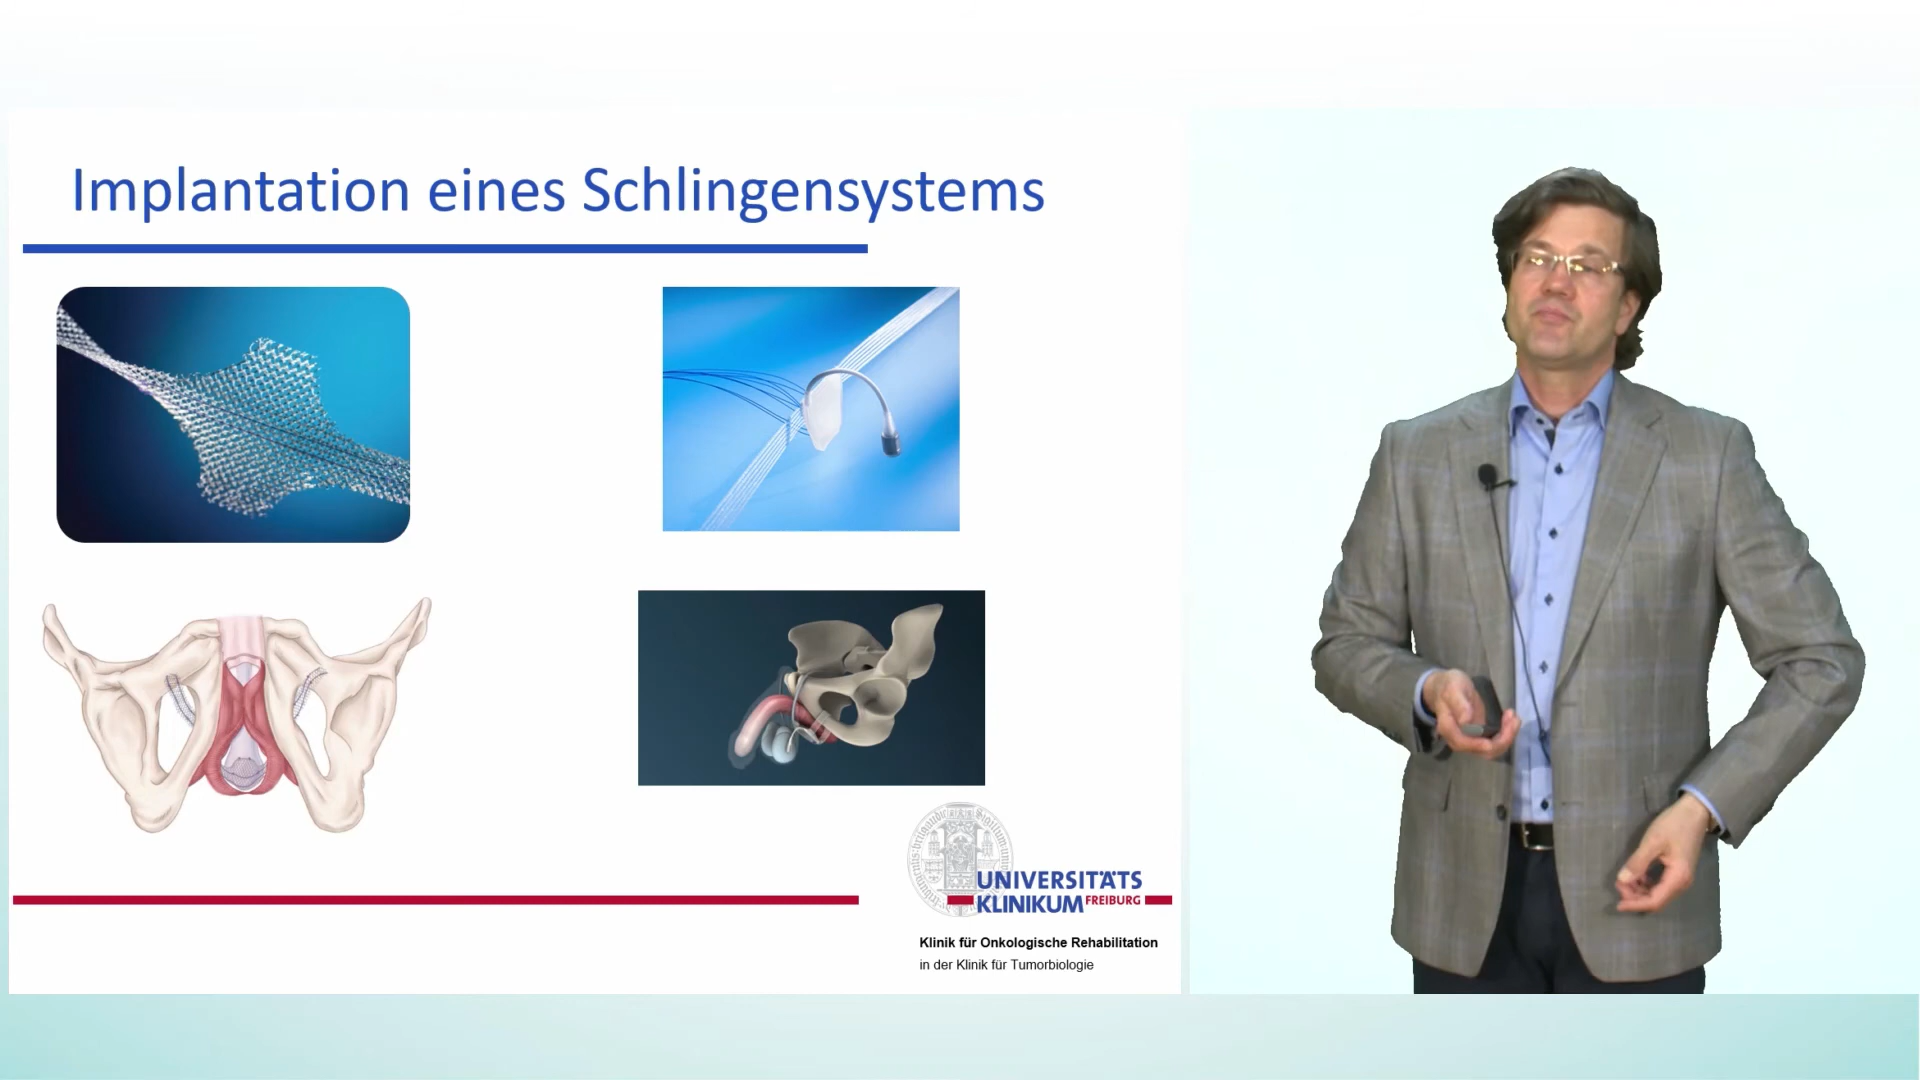 Implantation eines Schlingensystems
UNIVERSITÄTS
KLINIKUM FREIBURG
Klinik für Onkologische Rehabilitation
in der Klinik für Tumorbiologie